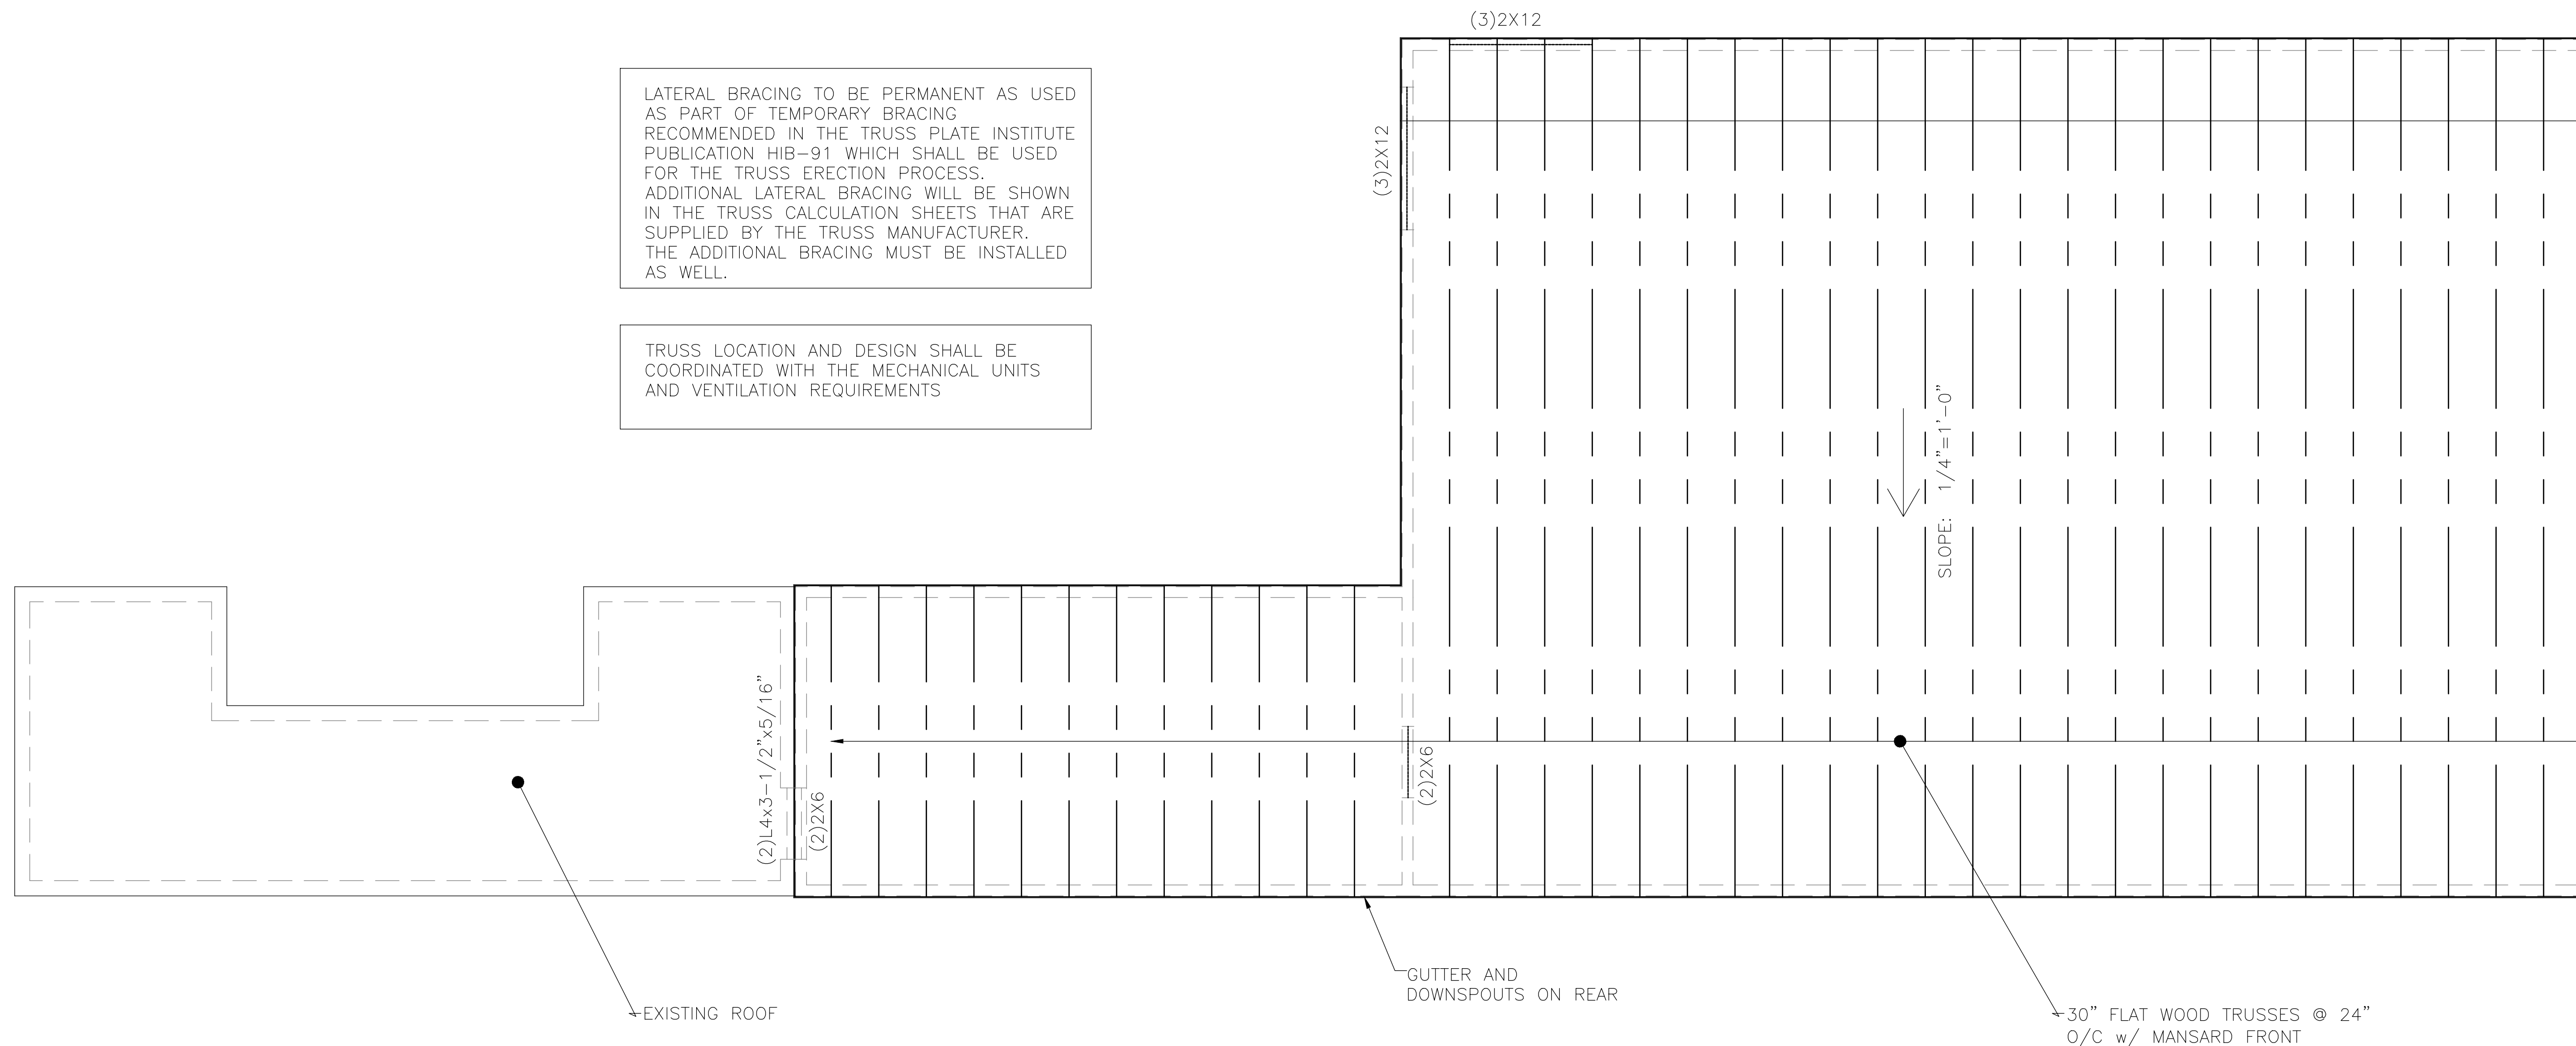 (3)2X12
LATERAL BRACING TO BE PERMANENT AS USED
AS PART OF TEMPORARY BRACING
RECOMMENDED IN THE TRUSS PLATE INSTITUTE
PUBLICATION HIB-91 WHICH SHALL BE USED
FOR THE TRUSS ERECTION PROCESS.
ADDITIONAL LATERAL BRACING WILL BE SHOWN
IN THE TRUSS CALCULATION SHEETS THAT ARE
SUPPLIED BY THE TRUSS MANUFACTURER.
THE ADDITIONAL BRACING MUST BE INSTALLED
AS WELL.
(3)2X12
TRUSS LOCATION AND DESIGN SHALL BE
COORDINATED WITH THE MECHANICAL UNITS
AND VENTILATION REQUIREMENTS
SLOPE: 1/4"=1'-0"
(2)L4x3-1/2"x5/16"
(2)2X6
(2)2X6
GUTTER AND
DOWNSPOUTS ON REAR
EXISTING ROOF
30" FLAT WOOD TRUSSES @ 24"
O/C w/ MANSARD FRONT